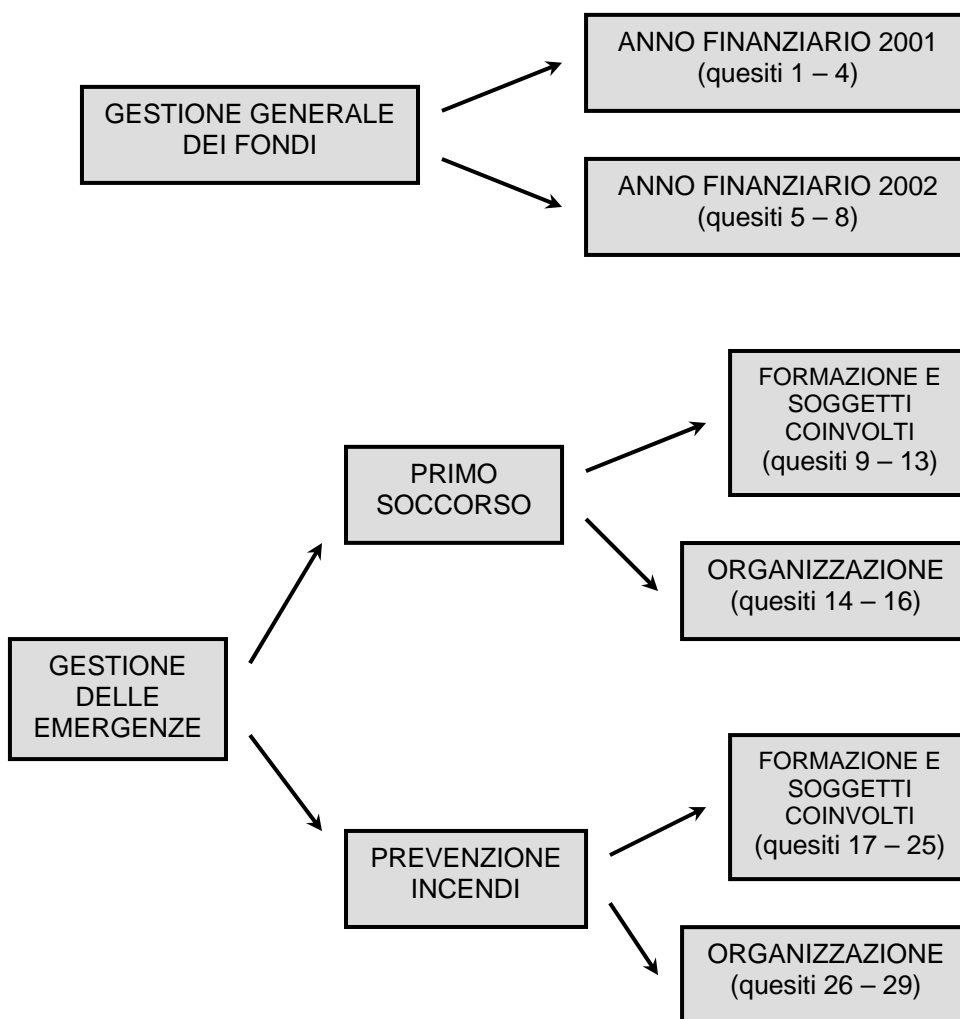 GESTIONE GENERALE
DEI FONDI
ANNO FINANZIARIO 2001
(quesiti 1 – 4)
ANNO FINANZIARIO 2002
(quesiti 5 – 8)
GESTIONE
DELLE
EMERGENZE
PRIMO
SOCCORSO
FORMAZIONE E
SOGGETTI
COINVOLTI
(quesiti 9 – 13)
ORGANIZZAZIONE
(quesiti 14 – 16)
PREVENZIONE
INCENDI
FORMAZIONE E
SOGGETTI
COINVOLTI
(quesiti 17 – 25)
ORGANIZZAZIONE
(quesiti 26 – 29)